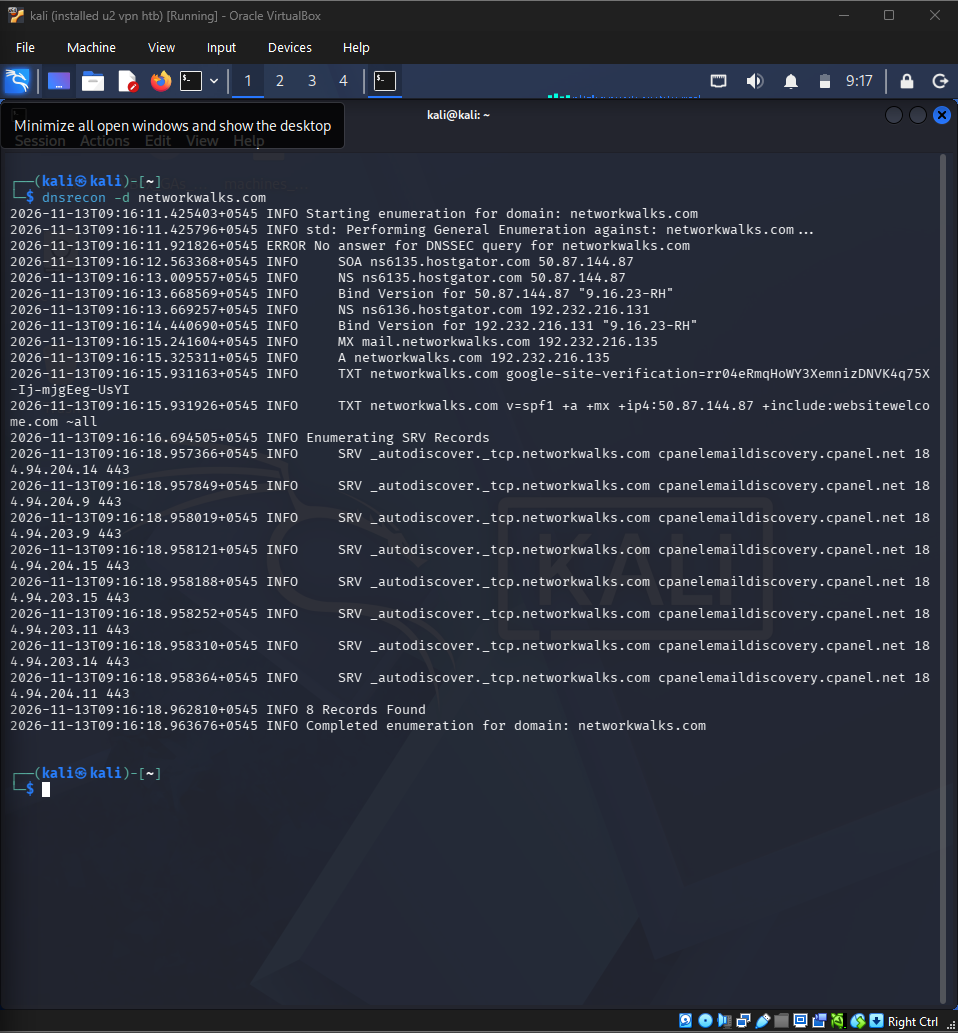 kali (installed u2 vpn htb) [Running] - Oracle VirtualBox
File Machine View Input Devices Help
1 2 3 4 9:17
Minimize all open windows and show the desktop
kali@kali: ~
Session Actions Edit View Help
┌──(kali㉿kali)-[~]
└─$ dnsrecon -d networkwalks.com
2026-11-13T09:16:11.425403+0545 INFO Starting enumeration for domain: networkwalks.com
2026-11-13T09:16:11.425796+0545 INFO std: Performing General Enumeration against: networkwalks.com...
2026-11-13T09:16:11.921826+0545 ERROR No answer for DNSSEC query for networkwalks.com
2026-11-13T09:16:12.563368+0545 INFO SOA ns6135.hostgator.com 50.87.144.87
2026-11-13T09:16:13.009557+0545 INFO NS ns6135.hostgator.com 50.87.144.87
2026-11-13T09:16:13.668569+0545 INFO Bind Version for 50.87.144.87 "9.16.23-RH"
2026-11-13T09:16:13.669257+0545 INFO NS ns6136.hostgator.com 192.232.216.131
2026-11-13T09:16:14.440690+0545 INFO Bind Version for 192.232.216.131 "9.16.23-RH"
2026-11-13T09:16:15.241604+0545 INFO MX mail.networkwalks.com 192.232.216.135
2026-11-13T09:16:15.325311+0545 INFO A networkwalks.com 192.232.216.135
2026-11-13T09:16:15.931163+0545 INFO TXT networkwalks.com google-site-verification=rr04eRmqHoWY3XemnizDNVK4q75X
-Ij-mjgEeg-UsYI
2026-11-13T09:16:15.931926+0545 INFO TXT networkwalks.com v=spf1 +a +mx +ip4:50.87.144.87 +include:websitewelco
me.com ~all
2026-11-13T09:16:16.694505+0545 INFO Enumerating SRV Records
2026-11-13T09:16:18.957366+0545 INFO SRV _autodiscover._tcp.networkwalks.com cpanelemaildiscovery.cpanel.net 18
4.94.204.14 443
2026-11-13T09:16:18.957849+0545 INFO SRV _autodiscover._tcp.networkwalks.com cpanelemaildiscovery.cpanel.net 18
4.94.204.9 443
2026-11-13T09:16:18.958019+0545 INFO SRV _autodiscover._tcp.networkwalks.com cpanelemaildiscovery.cpanel.net 18
4.94.203.9 443
2026-11-13T09:16:18.958121+0545 INFO SRV _autodiscover._tcp.networkwalks.com cpanelemaildiscovery.cpanel.net 18
4.94.204.15 443
2026-11-13T09:16:18.958188+0545 INFO SRV _autodiscover._tcp.networkwalks.com cpanelemaildiscovery.cpanel.net 18
4.94.203.15 443
2026-11-13T09:16:18.958252+0545 INFO SRV _autodiscover._tcp.networkwalks.com cpanelemaildiscovery.cpanel.net 18
4.94.203.11 443
2026-11-13T09:16:18.958310+0545 INFO SRV _autodiscover._tcp.networkwalks.com cpanelemaildiscovery.cpanel.net 18
4.94.203.14 443
2026-11-13T09:16:18.958364+0545 INFO SRV _autodiscover._tcp.networkwalks.com cpanelemaildiscovery.cpanel.net 18
4.94.204.11 443
2026-11-13T09:16:18.962810+0545 INFO 8 Records Found
2026-11-13T09:16:18.963676+0545 INFO Completed enumeration for domain: networkwalks.com
┌──(kali㉿kali)-[~]
└─$
KALI
Right Ctrl